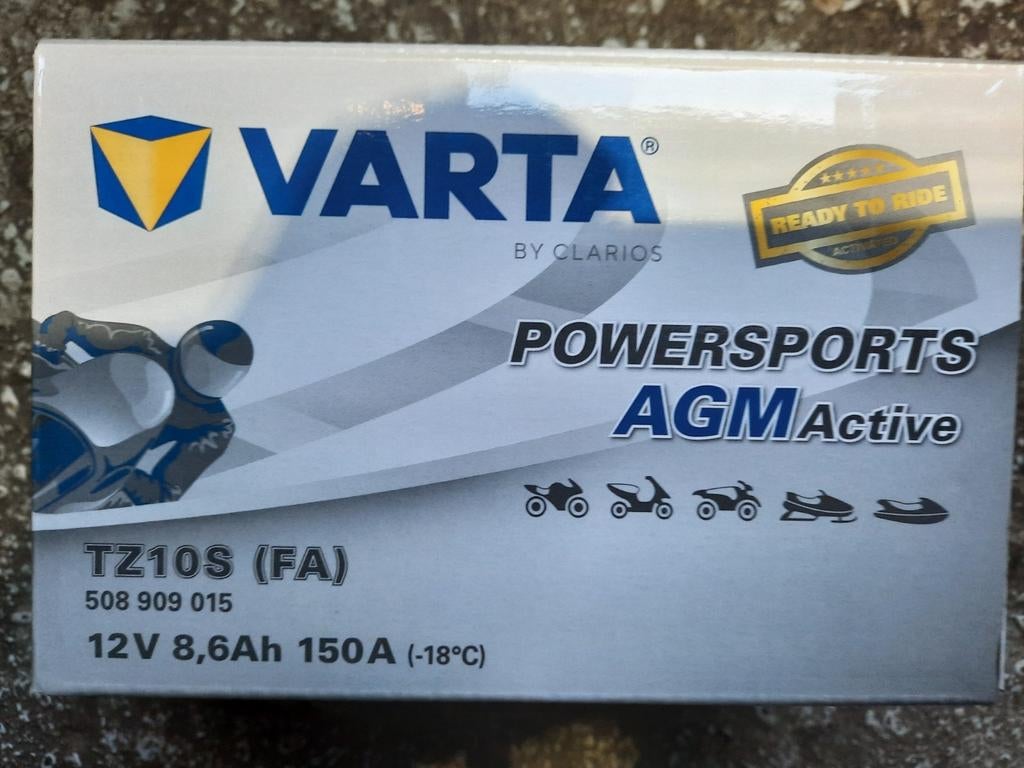 VARTA®
BY CLARIOS
READY TO RIDE
ACTIVATED
POWERSPORTS
AGM Active
TZ10S (FA)
508 909 015
12V 8,6Ah 150A (-18°C)